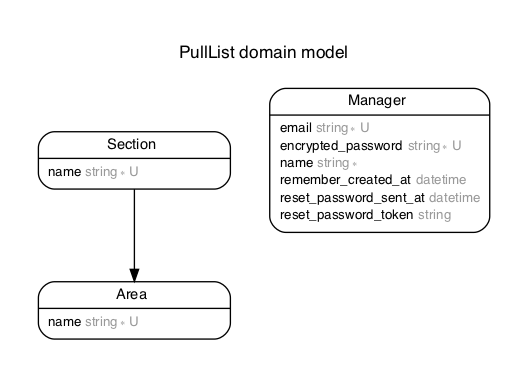 PullList domain model
Manager
email string * U
encrypted_password string * U
name string *
remember_created_at datetime
reset_password_sent_at datetime
reset_password_token string
Section
name string * U
Area
name string * U